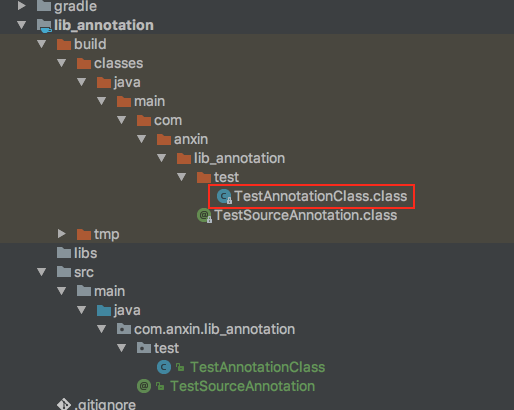 gradle
lib_annotation
build
classes
java
main
com
anxin
lib_annotation
test
TestAnnotationClass.class
TestSourceAnnotation.class
tmp
libs
src
main
java
com.anxin.lib_annotation
test
TestAnnotationClass
TestSourceAnnotation
.gitignore